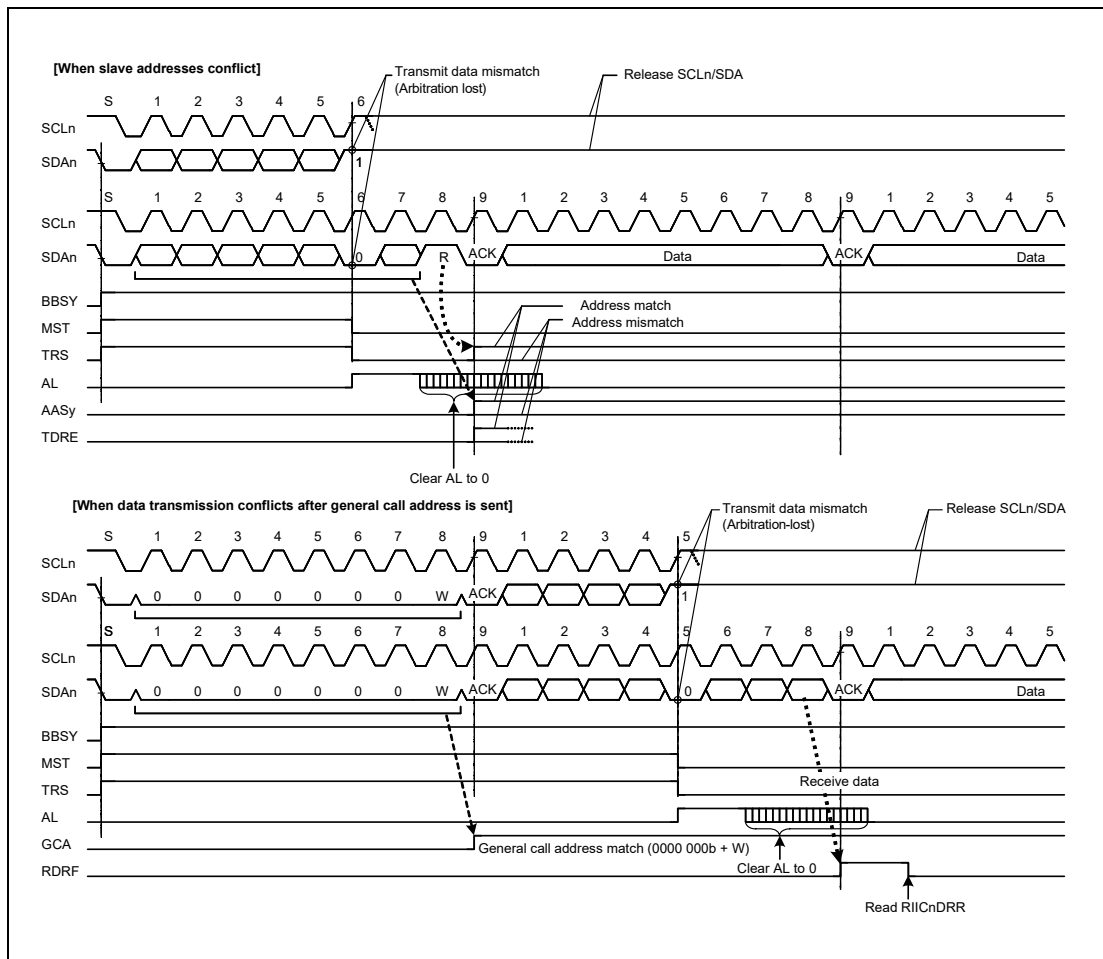 [When slave addresses conflict]
Transmit data mismatch
(Arbitration lost)
Release SCLn/SDA
S 1 2 3 4 5 6
SCLn
SDAn 1
S 1 2 3 4 5 6 7 8 9 1 2 3 4 5 6 7 8 9 1 2 3 4 5
SCLn
SDAn 0 R ACK Data ACK Data
BBSY
Address match
MST
Address mismatch
TRS
AL
AASy
TDRE
Clear AL to 0
[When data transmission conflicts after general call address is sent]
Transmit data mismatch
(Arbitration-lost)
Release SCLn/SDA
S 1 2 3 4 5 6 7 8 9 1 2 3 4 5
SCLn
SDAn 0 0 0 0 0 0 0 W ACK 1
S 1 2 3 4 5 6 7 8 9 1 2 3 4 5 6 7 8 9 1 2 3 4 5
SCLn
SDAn 0 0 0 0 0 0 0 W ACK 0 ACK Data
BBSY
MST
Receive data
TRS
AL
GCA
General call address match (0000 000b + W)
Clear AL to 0
RDRF
Read RIICnDRR